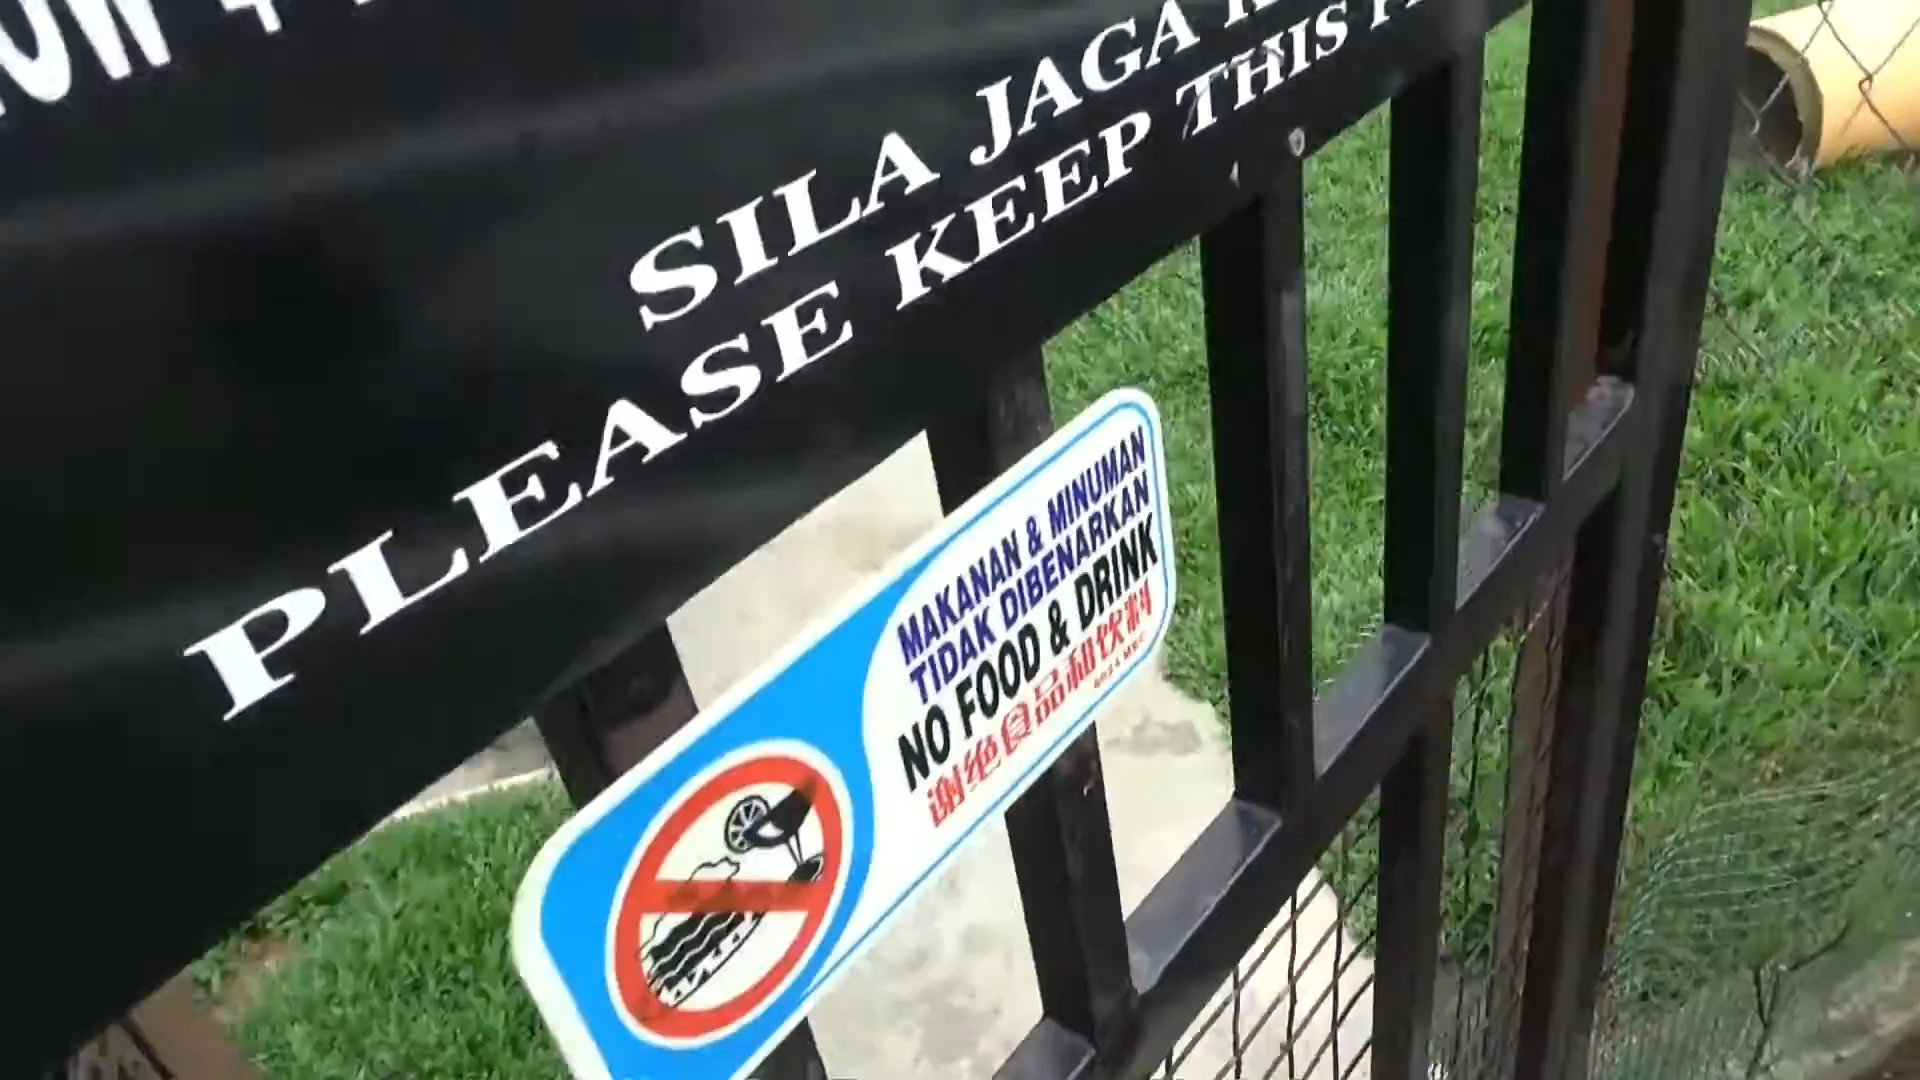 SILA JAGA
PLEASE KEEP THIS
MAKANAN & MINUMAN
TIDAK DIBENARKAN
NO FOOD & DRINK
谢绝食品和饮料